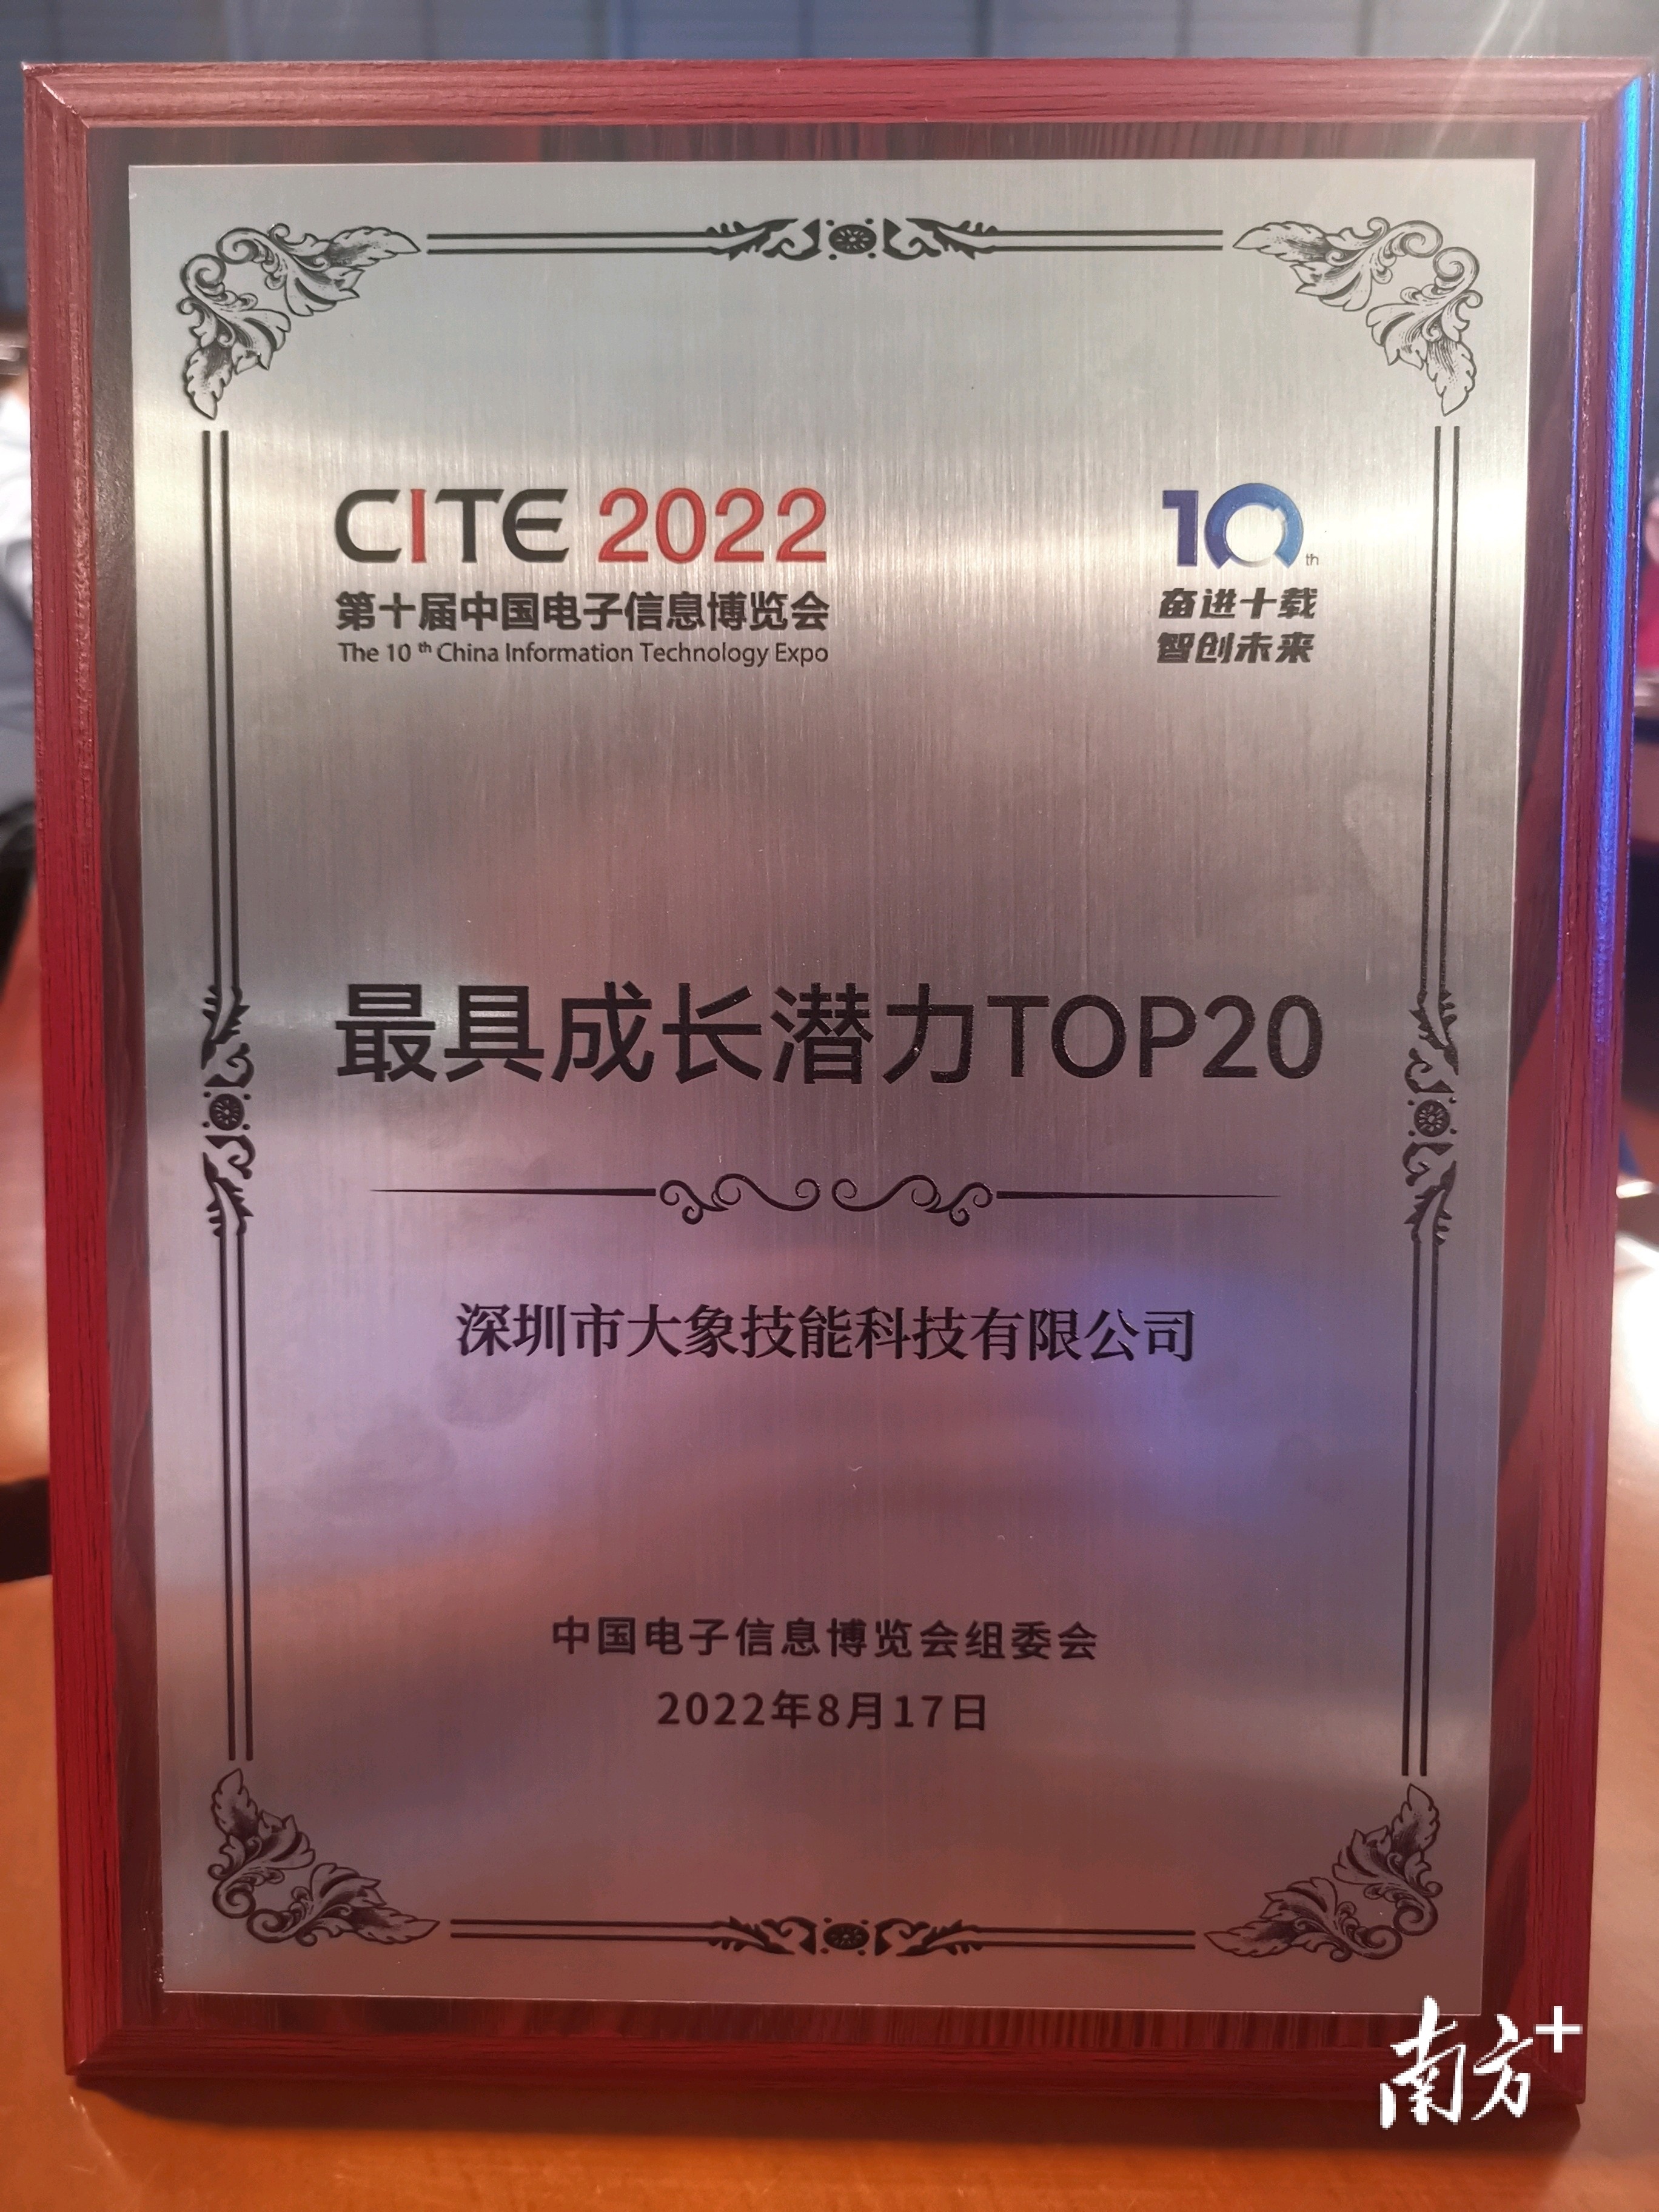 CITE 2022
第十届中国电子信息博览会
The 10 th China Information Technology Expo
10th
奋进十载
智创未来
最具成长潜力TOP20
深圳市大象技能科技有限公司
中国电子信息博览会组委会
2022年8月17日
南方+